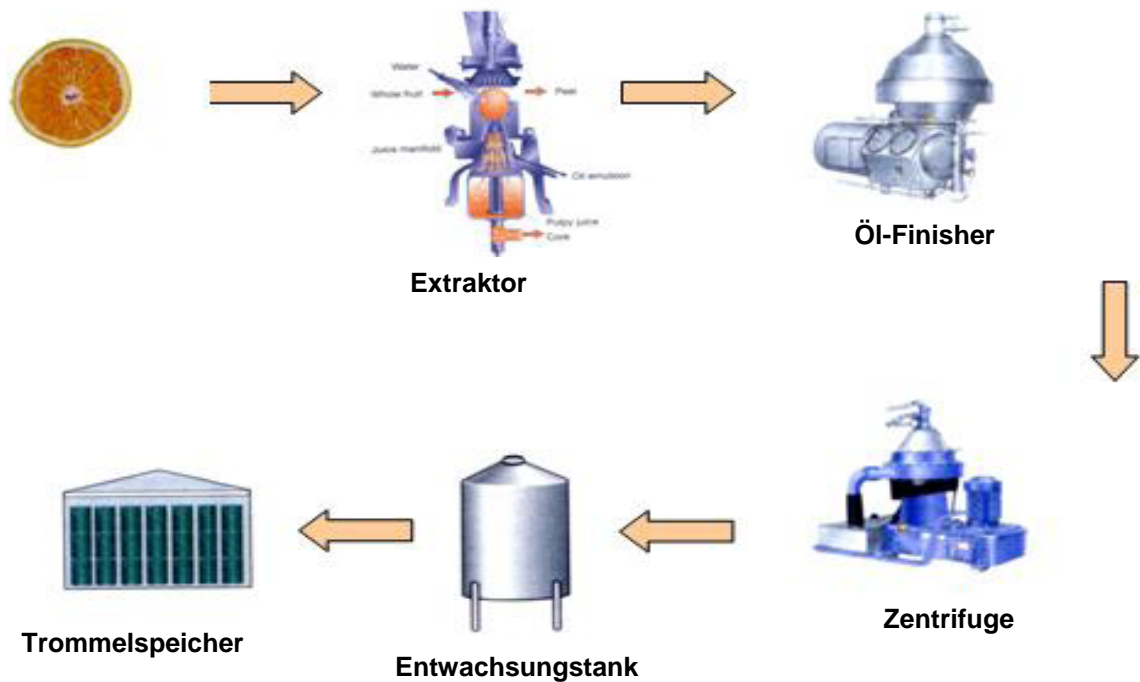 Water
Whole fruit
Peel
Juice manifold
Oil emulsion
Pulpy juice
Core
Öl-Finisher
Extraktor
Zentrifuge
Trommelspeicher
Entwachsungstank